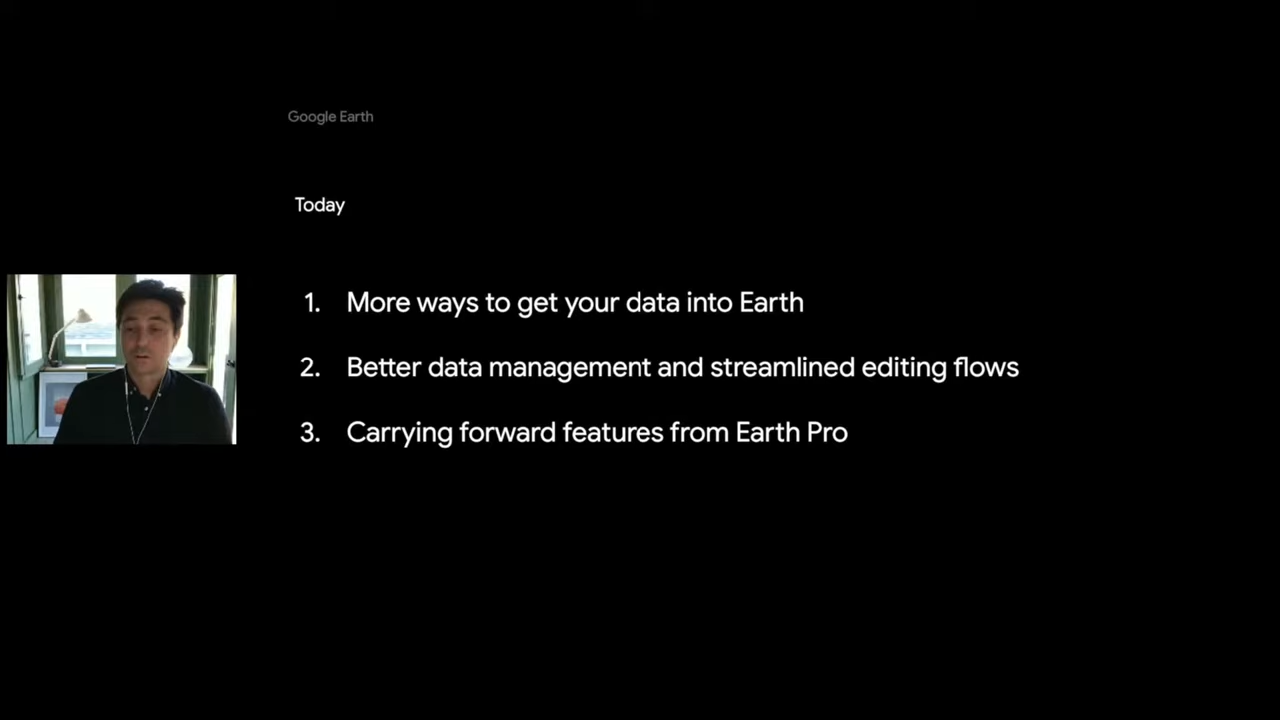 Google Earth
Today
1. More ways to get your data into Earth
2. Better data management and streamlined editing flows
3. Carrying forward features from Earth Pro